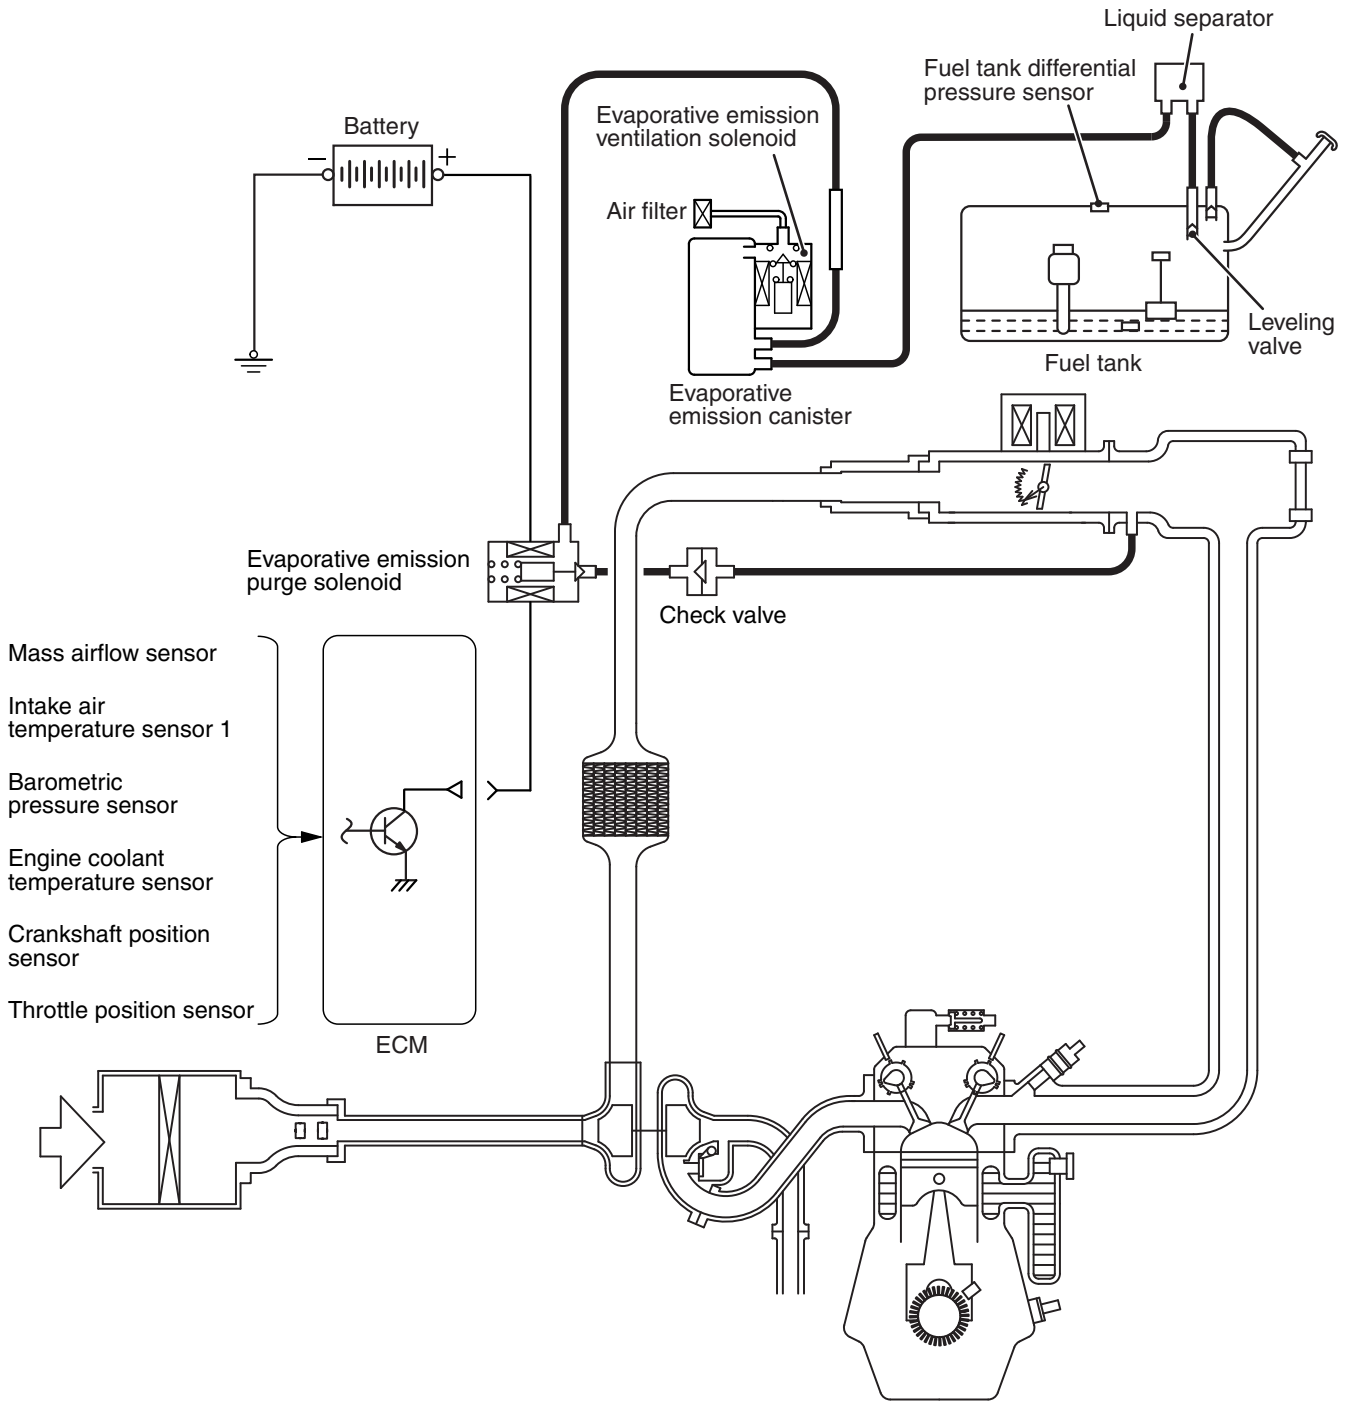 Liquid separator
Fuel tank differential
pressure sensor
Evaporative emission
ventilation solenoid
Battery
− +
Air filter
Leveling
valve
Fuel tank
Evaporative
emission canister
Evaporative emission
purge solenoid
Check valve
Mass airflow sensor
Intake air
temperature sensor 1
Barometric
pressure sensor
Engine coolant
temperature sensor
Crankshaft position
sensor
Throttle position sensor
ECM